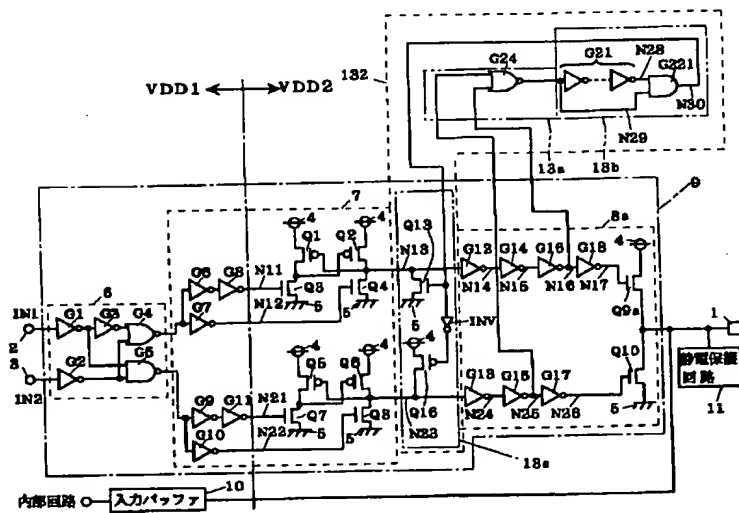 132
G24
G21
N28
G221
N30
N29
VDD1
VDD2
13a
13b
9
7
8a
4
4
Q1
Q2
N13
Q13
6
G6
G8
N11
Q3
Q4
G12
G14
G16
G18
4
IN1
G1
G3
G4
G7
N12
5
5
5
N14
N15
N16
N17
2
3
G5
INV
Q9a
1
IN2
G2
4
4
4
Q5
Q6
静電保護
回路
G9
G11
N21
Q7
Q8
Q16
G13
G15
G17
Q10
11
G10
N22
5
5
N23
N24
N25
N26
5
13c
内部回路
入力バッファ
10